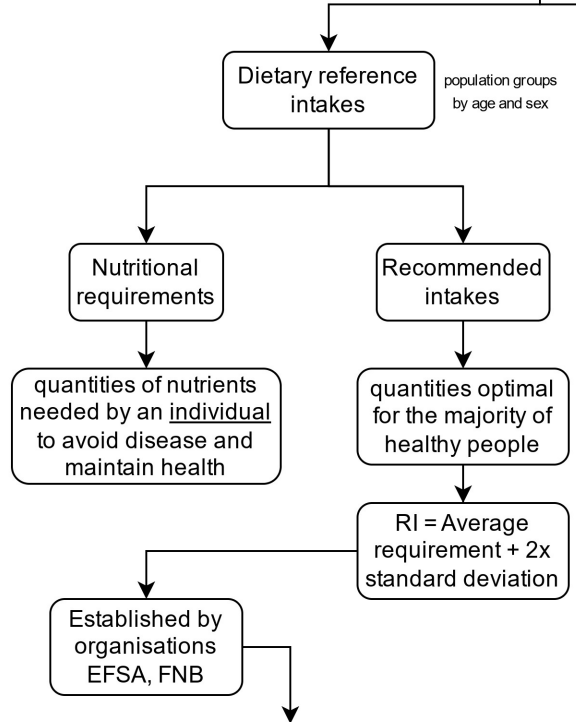 Dietary reference
intakes
population groups
by age and sex
Nutritional
requirements
Recommended
intakes
quantities of nutrients
needed by an individual
to avoid disease and
maintain health
quantities optimal
for the majority of
healthy people
RI = Average
requirement + 2x
standard deviation
Established by
organisations
EFSA, FNB